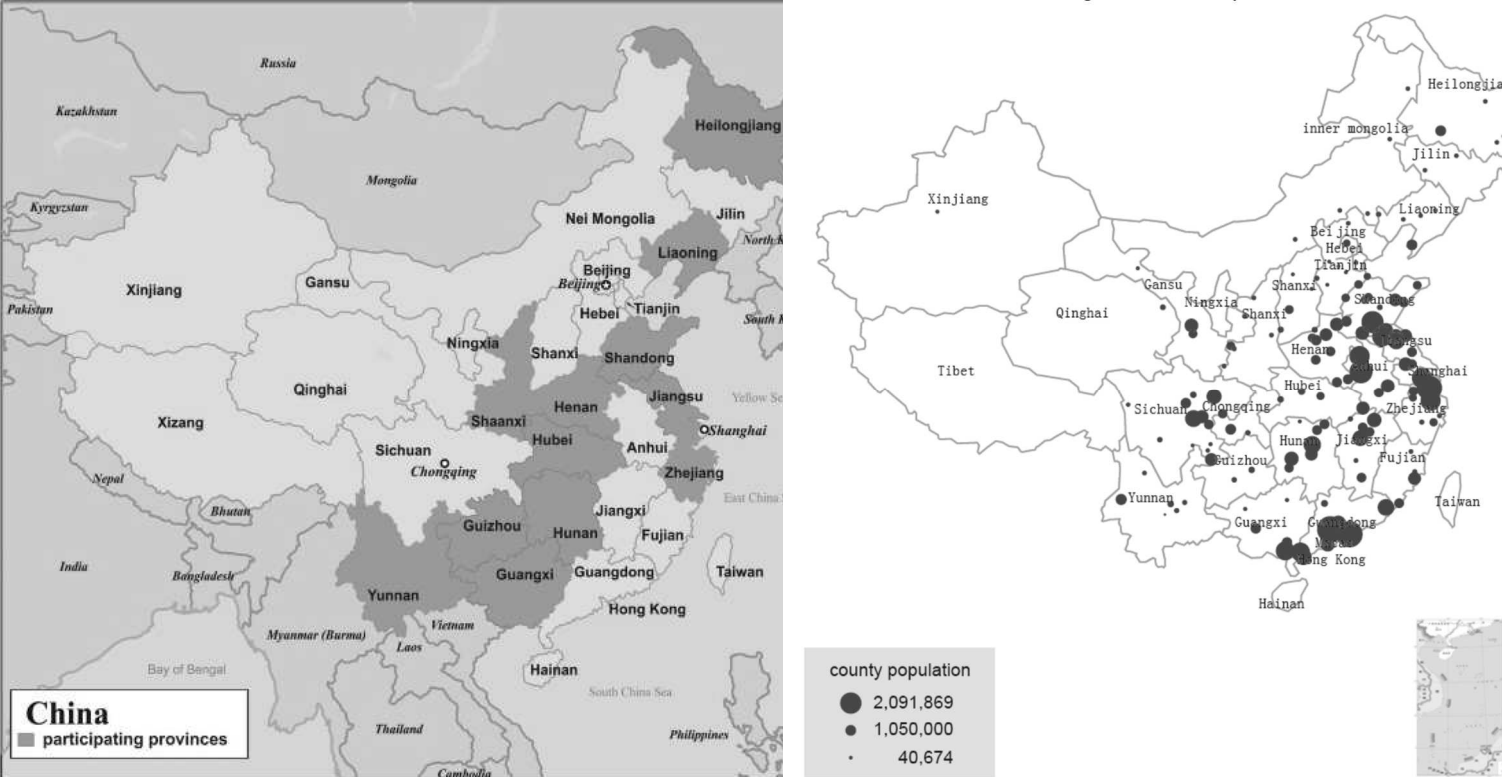 Russia
Kazakhstan
Heilongjiang
Mongolia
Kyrgyzstan
Nei Mongolia
Jilin
North K
Liaoning
Beijing
Beijing
Gansu
Xinjiang
Pakistan
Tianjin
Hebei
South K
Ningxia
Shanxi
Shandong
Qinghai
Jiangsu
Yellow Se
Henan
Xizang
Shaanxi
Shanghai
Hubei
Anhui
Sichuan
Chongqing
Zhejiang
Nepal
East China
Bhutan
Jiangxi
Guizhou
Hunan
Fujian
India
Bangladesh
Guangxi
Guangdong
Taiwan
Yunnan
Hong Kong
Myanmar (Burma)
Vietnam
Laos
Bay of Bengal
Hainan
South China Sea
China
participating provinces
Thailand
Philippines
Cambodia
Heilongjia
inner mongolia
Jilin
Xinjiang
Liaoning
Beijing
Hebei
Tianjin
Gansu
Shanxi
Ningxia
Shandong
Qinghai
Shanxi
Henan
Tibet
Shanghai
Hubei
Sichuan
Chongqing
Zhejiang
Hunan
Jiangxi
Guizhou
Fujian
Yunnan
Taiwan
Guangxi
Guangdong
Hong Kong
Hainan
county population
2,091,869
1,050,000
40,674